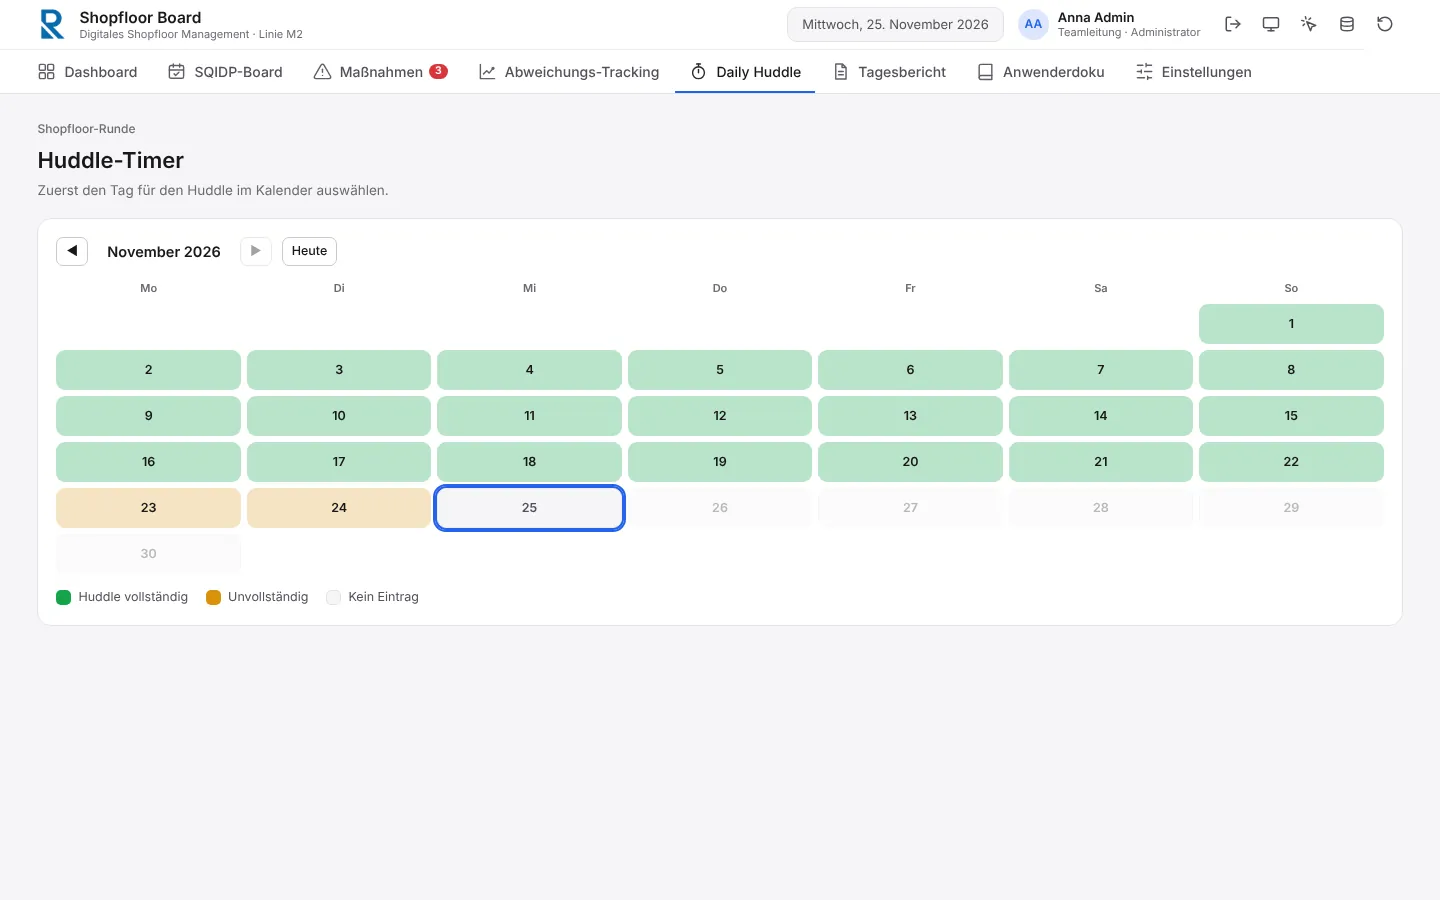 Shopfloor Board
Digitales Shopfloor Management · Linie M2
Mittwoch, 25. November 2026
AA
Anna Admin
Teamleitung · Administrator
Dashboard
SQIDP-Board
Maßnahmen 3
Abweichungs-Tracking
Daily Huddle
Tagesbericht
Anwenderdoku
Einstellungen
Shopfloor-Runde
Huddle-Timer
Zuerst den Tag für den Huddle im Kalender auswählen.
November 2026
Heute
Mo Di Mi Do Fr Sa So
1
2 3 4 5 6 7 8
9 10 11 12 13 14 15
16 17 18 19 20 21 22
23 24 25 26 27 28 29
30
Huddle vollständig
Unvollständig
Kein Eintrag